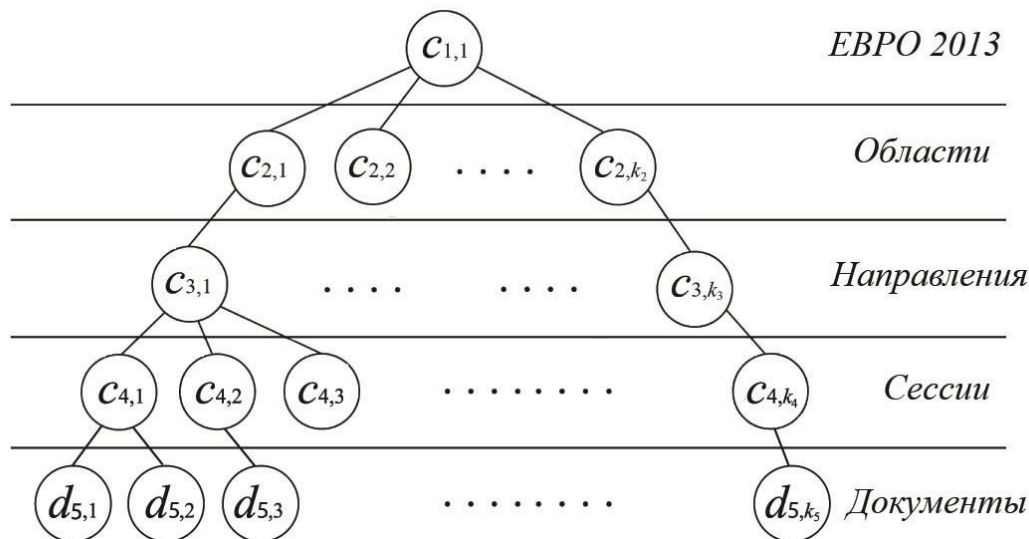 c1,1 ЕВРО 2013
c2,1 c2,2 . . . . c2,k2 Области
c3,1 . . . . . . . . c3,k3 Направления
c4,1 c4,2 c4,3 . . . . . . . . c4,k4 Сессии
d5,1 d5,2 d5,3 . . . . . . . . d5,k5 Документы